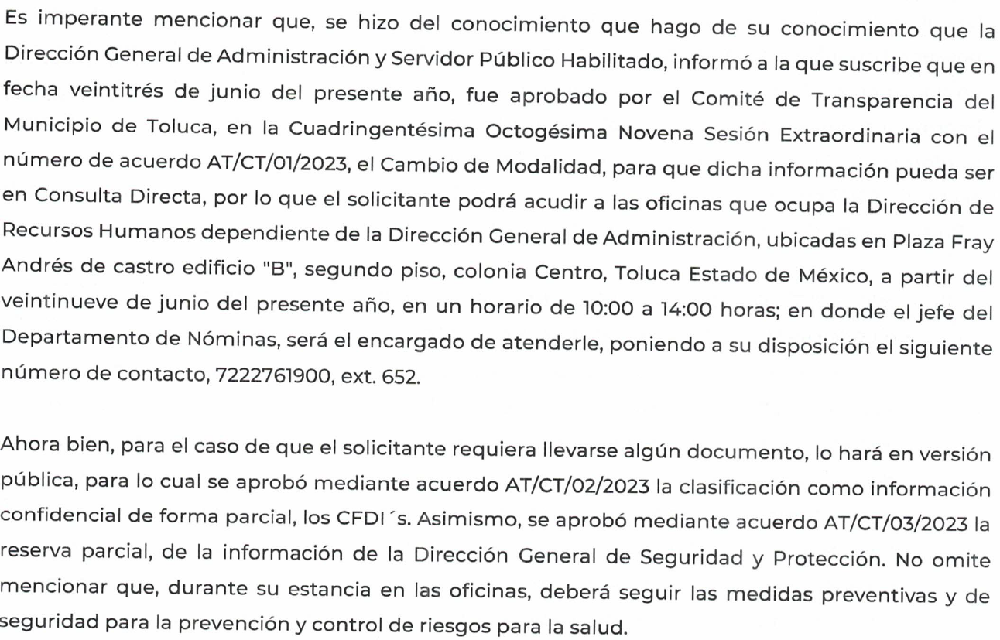 Es imperante mencionar que, se hizo del conocimiento que hago de su conocimiento que la
Dirección General de Administración y Servidor Público Habilitado, informó a la que suscribe que en
fecha veintitrés de junio del presente año, fue aprobado por el Comité de Transparencia del
Municipio de Toluca, en la Cuadringentésima Octogésima Novena Sesión Extraordinaria con el
número de acuerdo AT/CT/01/2023, el Cambio de Modalidad, para que dicha información pueda ser
en Consulta Directa, por lo que el solicitante podrá acudir a las oficinas que ocupa la Dirección de
Recursos Humanos dependiente de la Dirección General de Administración, ubicadas en Plaza Fray
Andrés de castro edificio "B", segundo piso, colonia Centro, Toluca Estado de México, a partir del
veintinueve de junio del presente año, en un horario de 10:00 a 14:00 horas; en donde el jefe del
Departamento de Nóminas, será el encargado de atenderle, poniendo a su disposición el siguiente
número de contacto, 7222761900, ext. 652.
Ahora bien, para el caso de que el solicitante requiera llevarse algún documento, lo hará en versión
pública, para lo cual se aprobó mediante acuerdo AT/CT/02/2023 la clasificación como información
confidencial de forma parcial, los CFDI´s. Asimismo, se aprobó mediante acuerdo AT/CT/03/2023 la
reserva parcial, de la información de la Dirección General de Seguridad y Protección. No omite
mencionar que, durante su estancia en las oficinas, deberá seguir las medidas preventivas y de
seguridad para la prevención y control de riesgos para la salud.